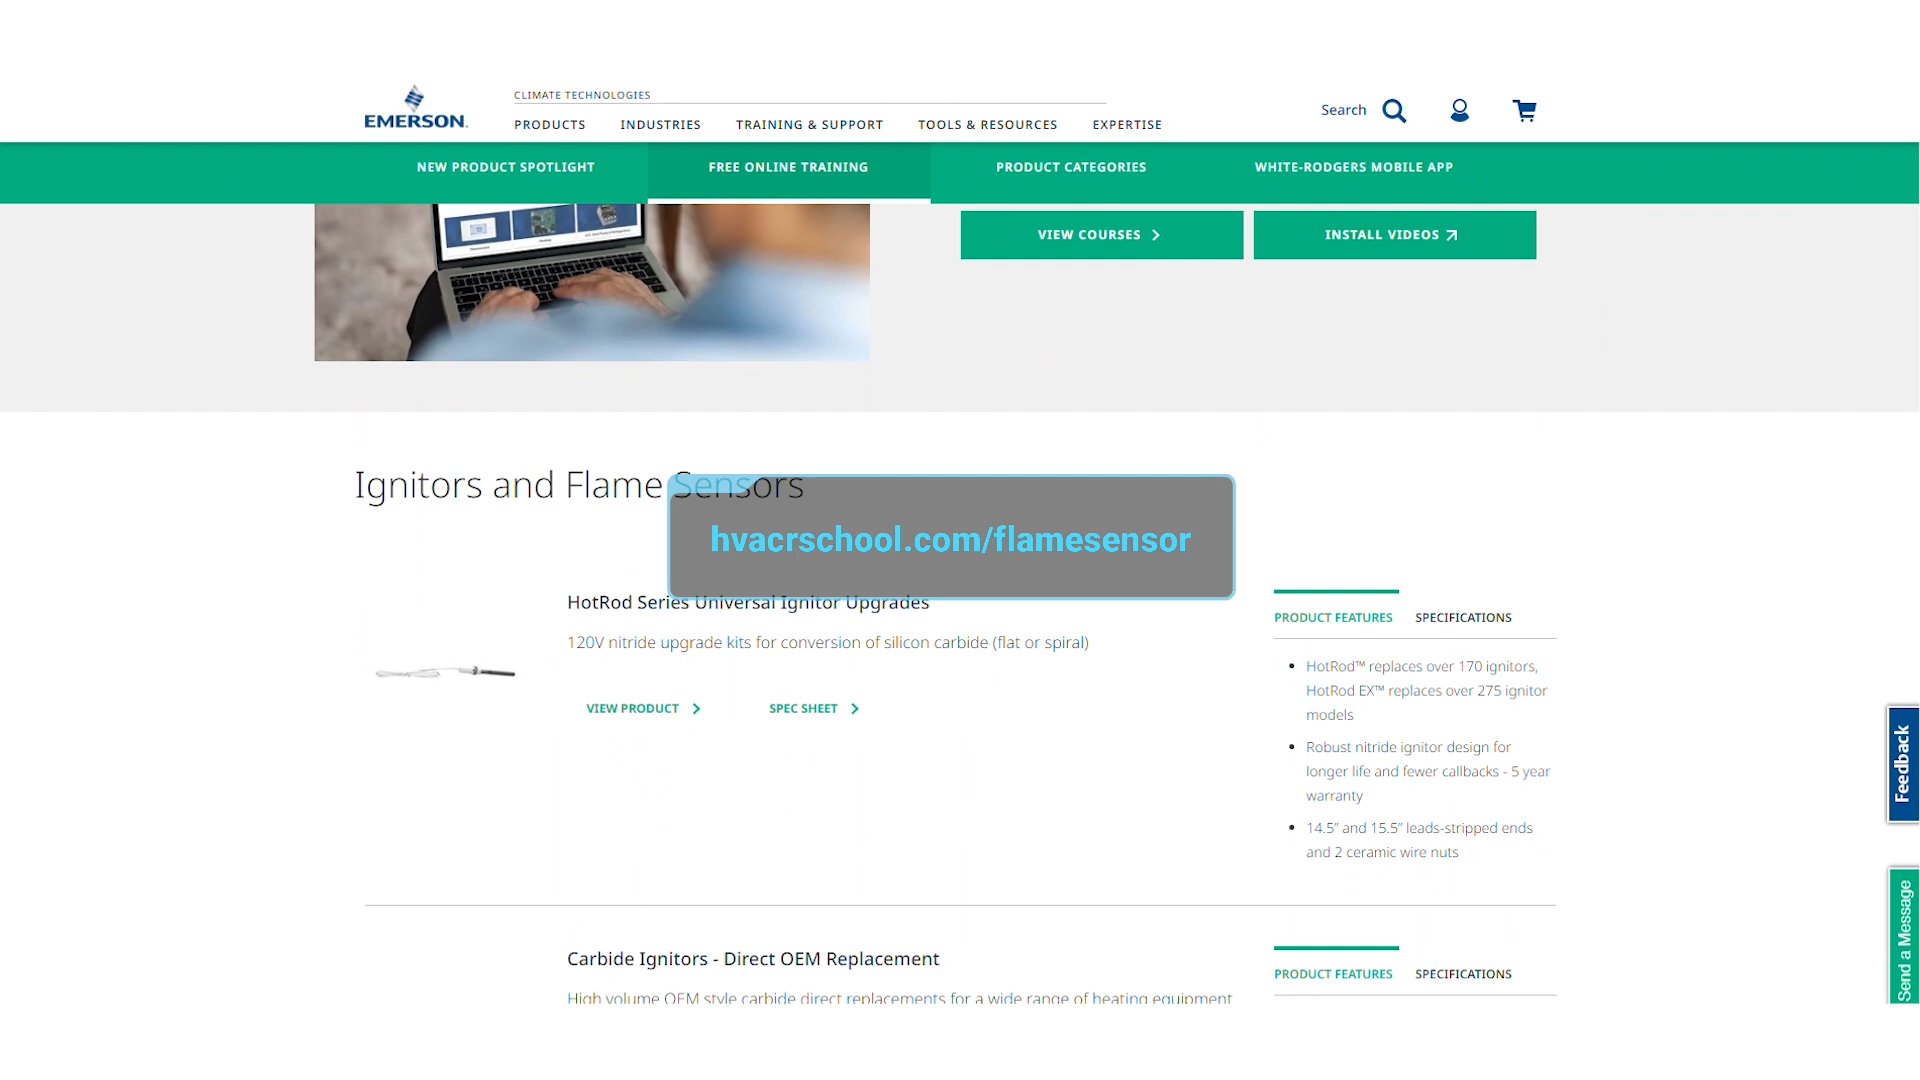 EMERSON.
CLIMATE TECHNOLOGIES
PRODUCTS INDUSTRIES TRAINING & SUPPORT TOOLS & RESOURCES EXPERTISE
Search
NEW PRODUCT SPOTLIGHT FREE ONLINE TRAINING PRODUCT CATEGORIES WHITE-RODGERS MOBILE APP
VIEW COURSES INSTALL VIDEOS
Ignitors and Flame Sensors
hvacrschool.com/flamesensor
HotRod Series Universal Ignitor Upgrades
120V nitride upgrade kits for conversion of silicon carbide (flat or spiral)
VIEW PRODUCT SPEC SHEET
PRODUCT FEATURES SPECIFICATIONS
• HotRod™ replaces over 170 ignitors,
HotRod EX™ replaces over 275 ignitor
models
• Robust nitride ignitor design for
longer life and fewer callbacks - 5 year
warranty
• 14.5" and 15.5" leads-stripped ends
and 2 ceramic wire nuts
Carbide Ignitors - Direct OEM Replacement
High volume OEM style carbide direct replacements for a wide range of heating equipment
PRODUCT FEATURES SPECIFICATIONS
Feedback
Send a Message